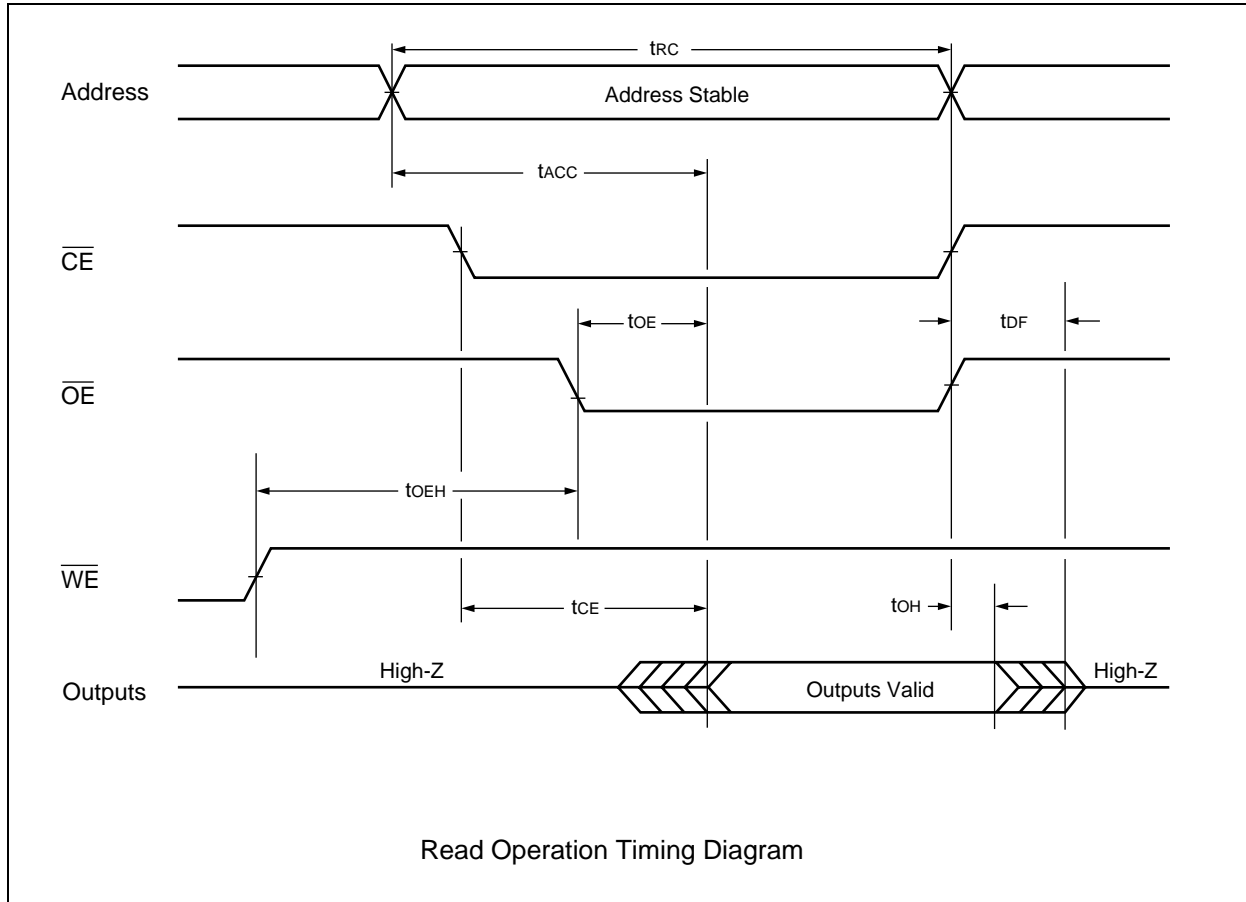 tRC
Address
Address Stable
tACC
CE
tOE
tDF
OE
tOEH
WE
tCE
tOH
High-Z
High-Z
Outputs
Outputs Valid
Read Operation Timing Diagram